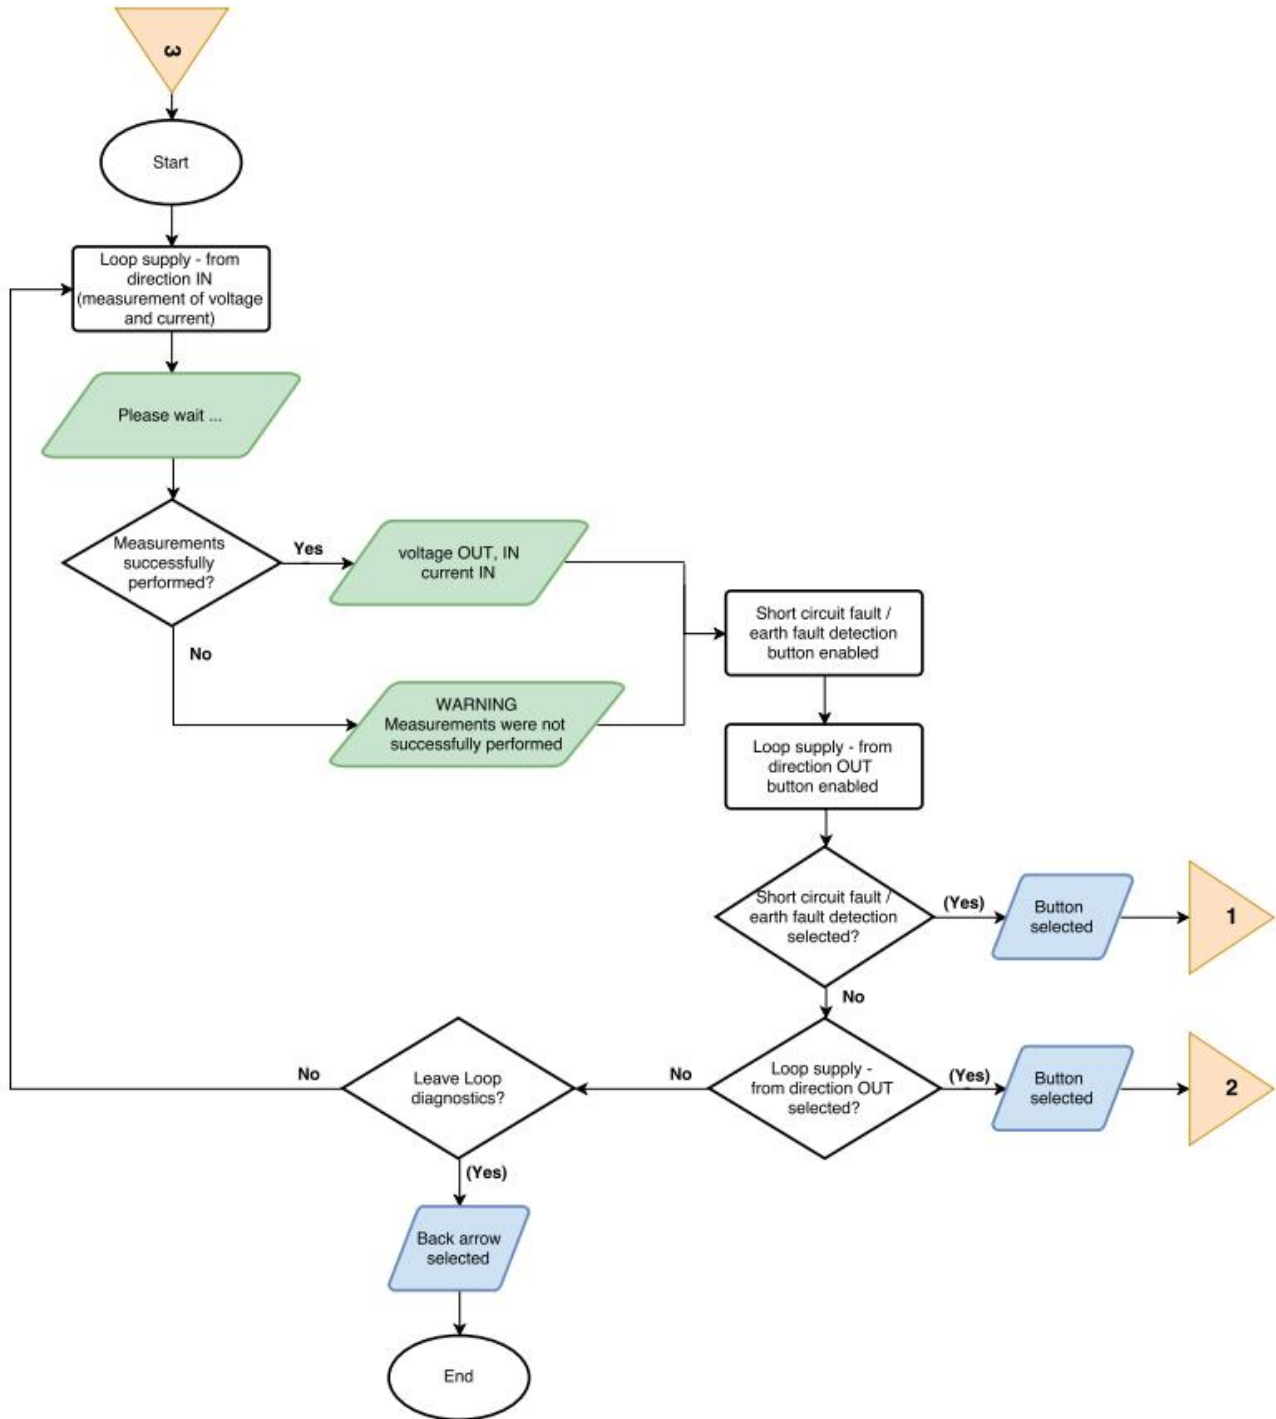 3
Start
Loop supply - from
direction IN
(measurement of voltage
and current)
Please wait ...
Measurements
successfully
performed?
Yes
voltage OUT, IN
current IN
No
WARNING
Measurements were not
successfully performed
Short circuit fault /
earth fault detection
button enabled
Loop supply - from
direction OUT
button enabled
Short circuit fault /
earth fault detection
selected?
(Yes)
Button
selected
1
No
Loop supply -
from direction OUT
selected?
(Yes)
Button
selected
2
No
Leave Loop
diagnostics?
No
(Yes)
Back arrow
selected
End